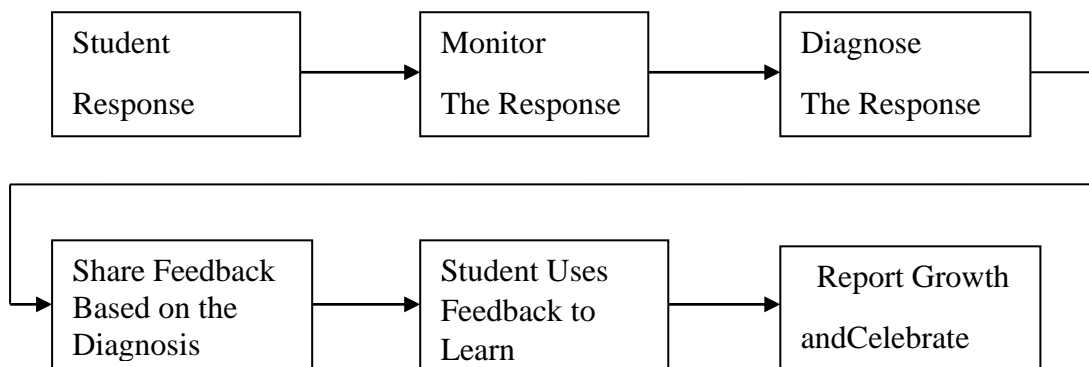 Student
Response
Monitor
The Response
Diagnose
The Response
Share Feedback
Based on the
Diagnosis
Student Uses
Feedback to
Learn
Report Growth
andCelebrate